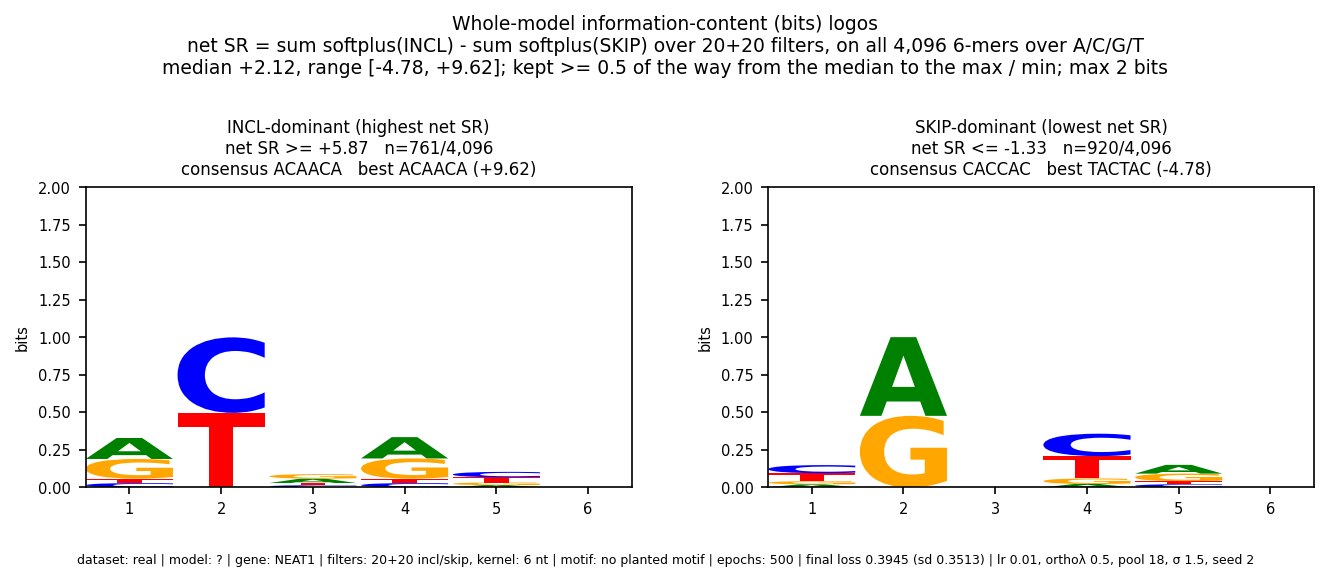 Whole-model information-content (bits) logos
net SR = sum softplus(INCL) - sum softplus(SKIP) over 20+20 filters, on all 4,096 6-mers over A/C/G/T
median +2.12, range [-4.78, +9.62]; kept >= 0.5 of the way from the median to the max / min; max 2 bits
INCL-dominant (highest net SR)
net SR >= +5.87   n=761/4,096
consensus ACAACA   best ACAACA (+9.62)
2.00
1.75
1.50
1.25
1.00
0.75
0.50
0.25
0.00
bits
A
G
T
C
C
T
G
A
T
C
A
G
T
C
C
T
G
1 2 3 4 5 6
SKIP-dominant (lowest net SR)
net SR <= -1.33   n=920/4,096
consensus CACCAC   best TACTAC (-4.78)
2.00
1.75
1.50
1.25
1.00
0.75
0.50
0.25
0.00
bits
C
T
G
A
A
G
C
T
G
A
A
G
T
C
1 2 3 4 5 6
dataset: real | model: ? | gene: NEAT1 | filters: 20+20 incl/skip, kernel: 6 nt | motif: no planted motif | epochs: 500 | final loss 0.3945 (sd 0.3513) | lr 0.01, orthoλ 0.5, pool 18, σ 1.5, seed 2